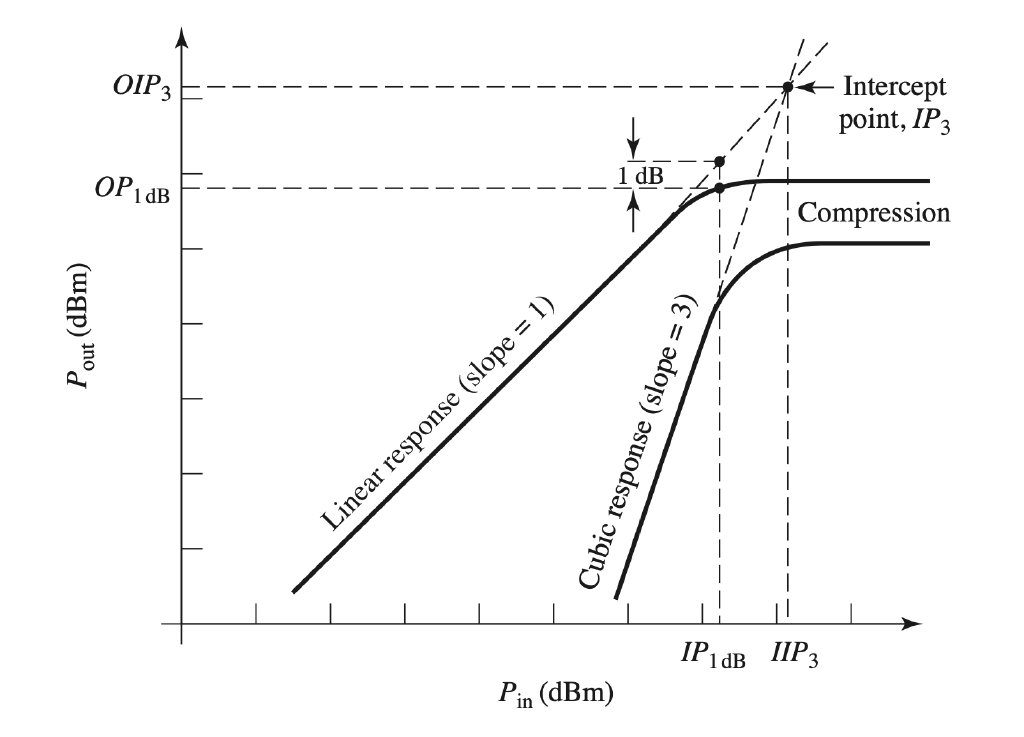 OIP3
Intercept
point, IP3
1 dB
OP1 dB
Compression
Pout (dBm)
Linear response (slope = 1)
Cubic response (slope = 3)
IP1 dB
IIP3
Pin (dBm)